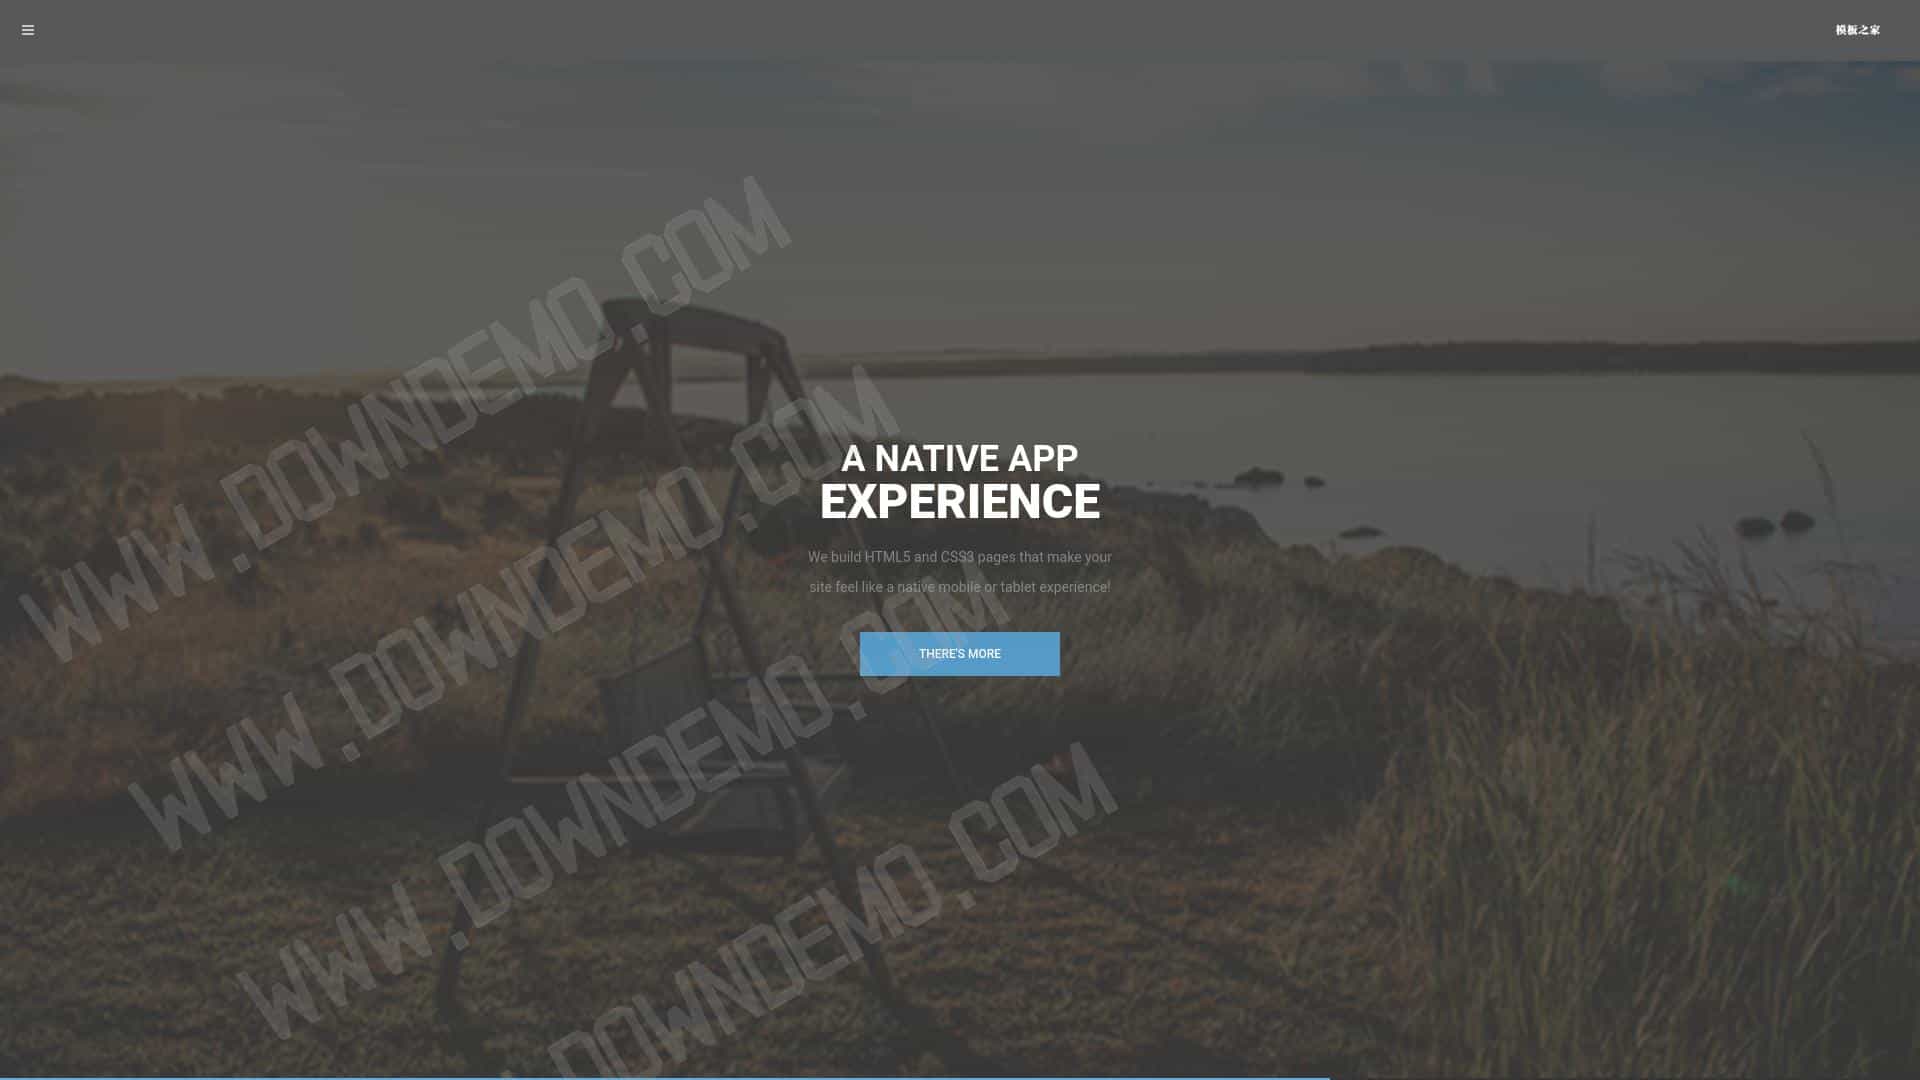 模板之家
WWW.DOWNDEMO.COM
WWW.DOWNDEMO.COM
A NATIVE APP
EXPERIENCE
We build HTML5 and CSS3 pages that make your
site feel like a native mobile or tablet experience!
THERE'S MORE
WWW.DOWNDEMO.COM
DOWNDEMO.COM